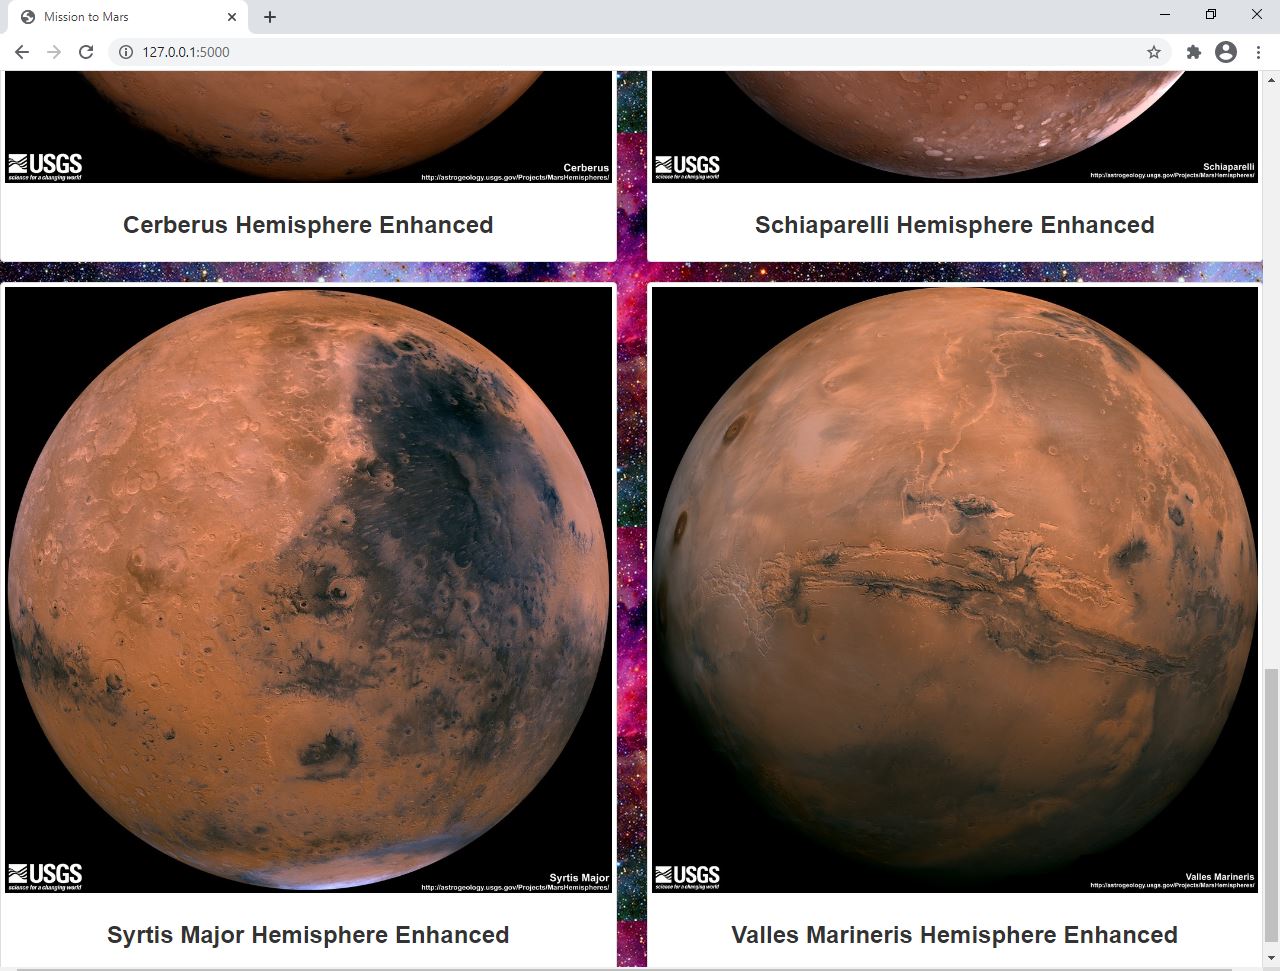 Mission to Mars
127.0.0.1:5000
USGS
science for a changing world
Cerberus
http://astrogeology.usgs.gov/Projects/MarsHemispheres/
USGS
science for a changing world
Schiaparelli
http://astrogeology.usgs.gov/Projects/MarsHemispheres/
Cerberus Hemisphere Enhanced
Schiaparelli Hemisphere Enhanced
USGS
science for a changing world
Syrtis Major
http://astrogeology.usgs.gov/Projects/MarsHemispheres/
USGS
science for a changing world
Valles Marineris
http://astrogeology.usgs.gov/Projects/MarsHemispheres/
Syrtis Major Hemisphere Enhanced
Valles Marineris Hemisphere Enhanced